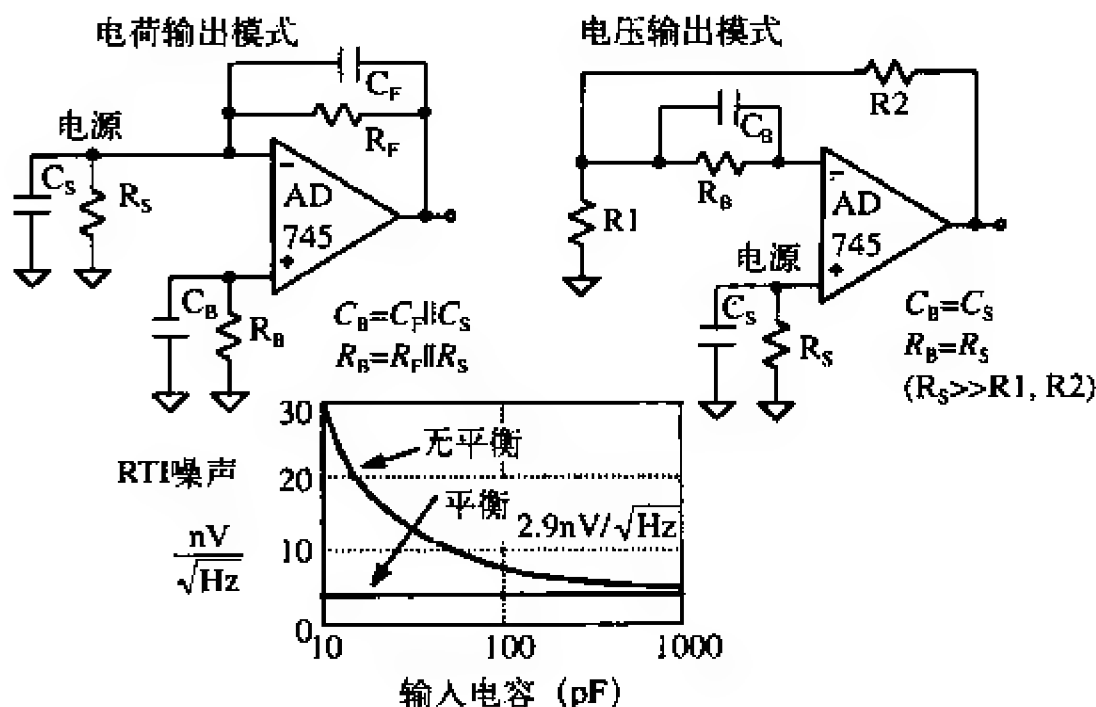 电荷输出模式
C_F
R_F
电源
C_S
R_S
−
AD
745
+
C_B
R_B
C_B=C_F||C_S
R_B=R_F||R_S
电压输出模式
R2
C_B
R_B
R1
−
AD
745
+
电源
C_S
R_S
C_B=C_S
R_B=R_S
(R_S>>R1, R2)
RTI噪声
nV
√Hz
30
20
10
0
无平衡
平衡
2.9nV/√Hz
10
100
1000
输入电容 (pF)